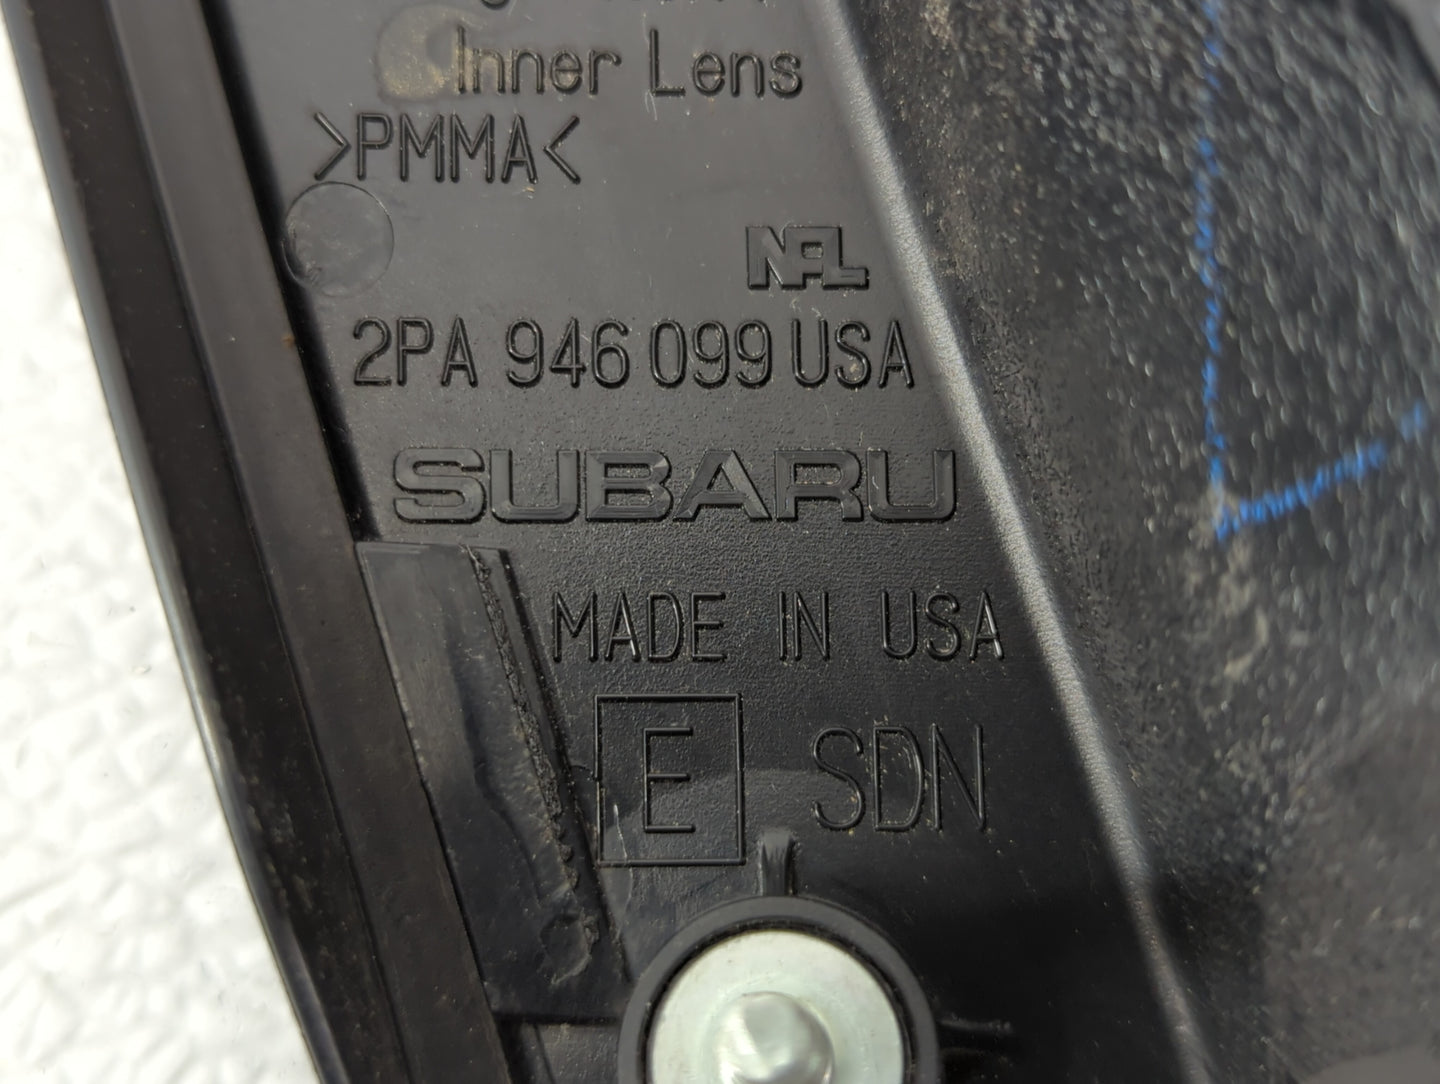 Inner Lens
>PMMA<
NAL
2PA 946 099 USA
SUBARU
MADE IN USA
E SDN